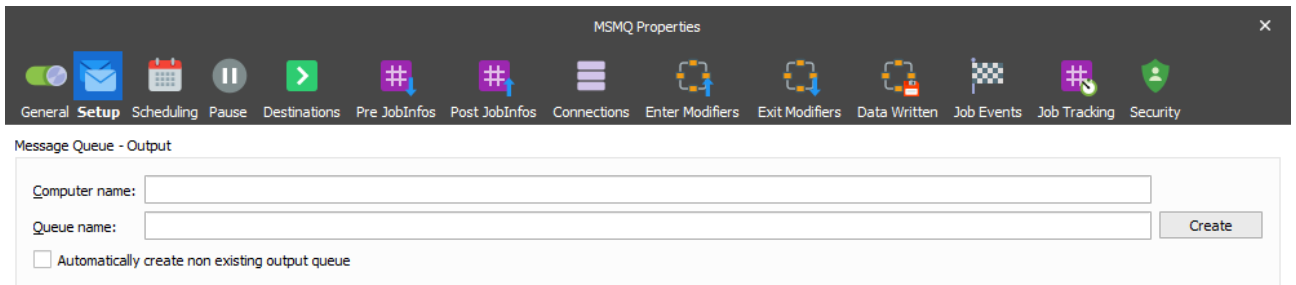 MSMQ Properties
General Setup Scheduling Pause Destinations Pre JobInfos Post JobInfos Connections Enter Modifiers Exit Modifiers Data Written Job Events Job Tracking Security
Message Queue - Output
Computer name:
Queue name:
Create
Automatically create non existing output queue